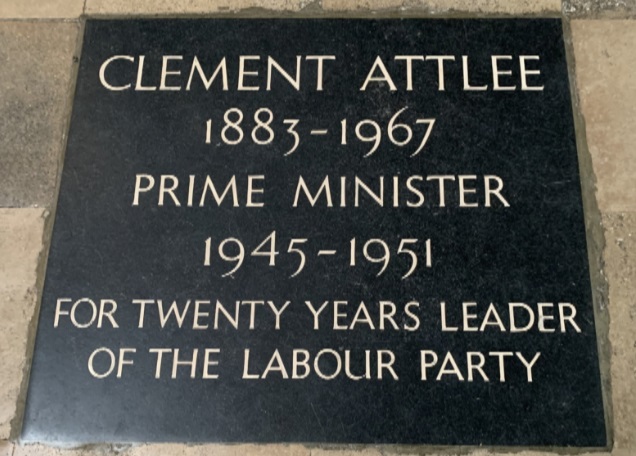 CLEMENT ATTLEE
1883-1967
PRIME MINISTER
1945-1951
FOR TWENTY YEARS LEADER
OF THE LABOUR PARTY